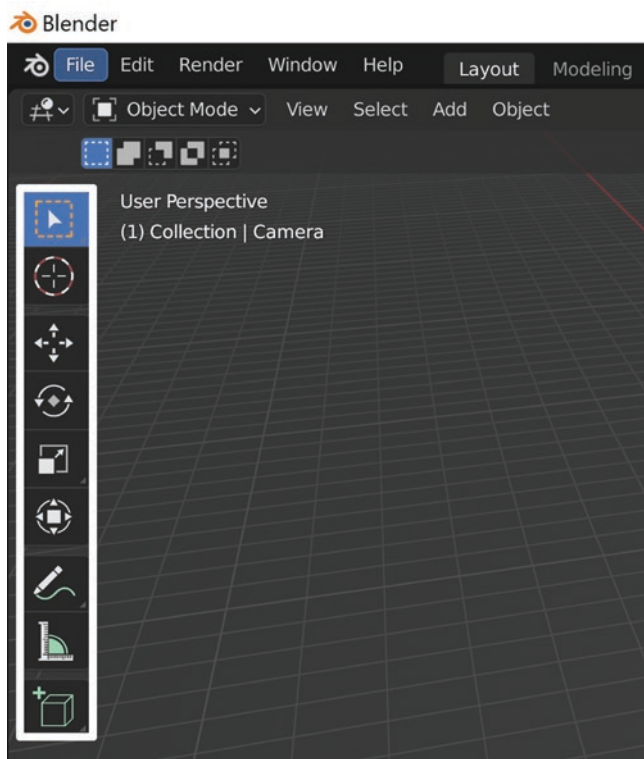 Blender
File Edit Render Window Help Layout Modeling
Object Mode View Select Add Object
User Perspective
(1) Collection | Camera